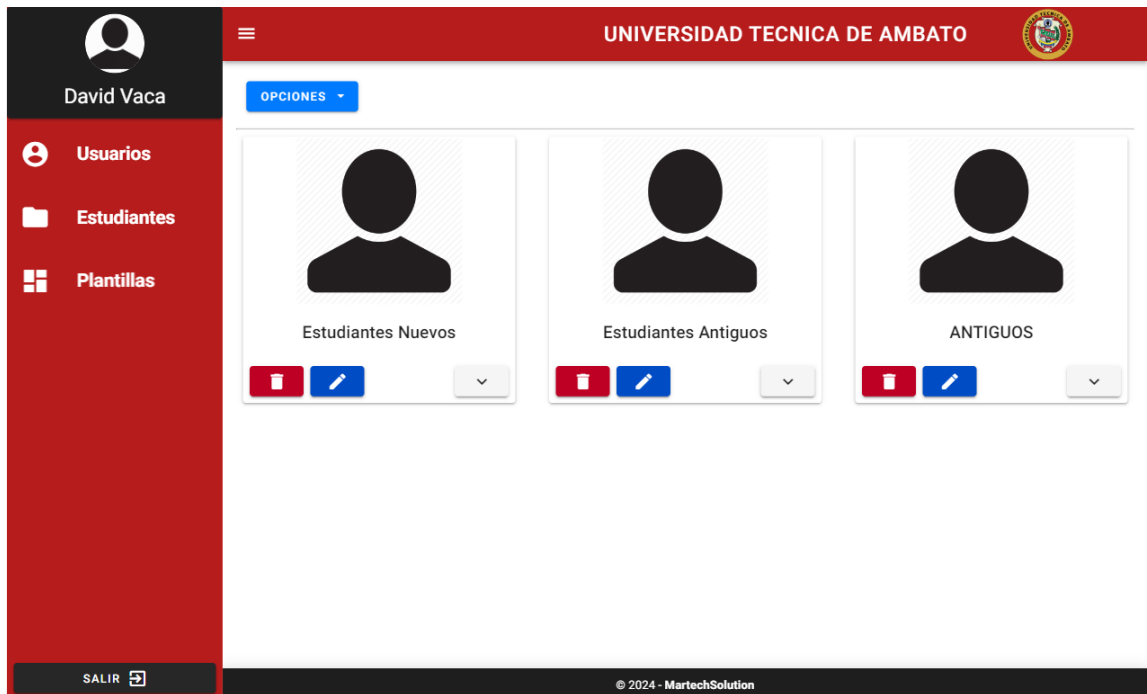 David Vaca
Usuarios
Estudiantes
Plantillas
SALIR
UNIVERSIDAD TECNICA DE AMBATO
OPCIONES
Estudiantes Nuevos
Estudiantes Antiguos
ANTIGUOS
© 2024 - MartechSolution